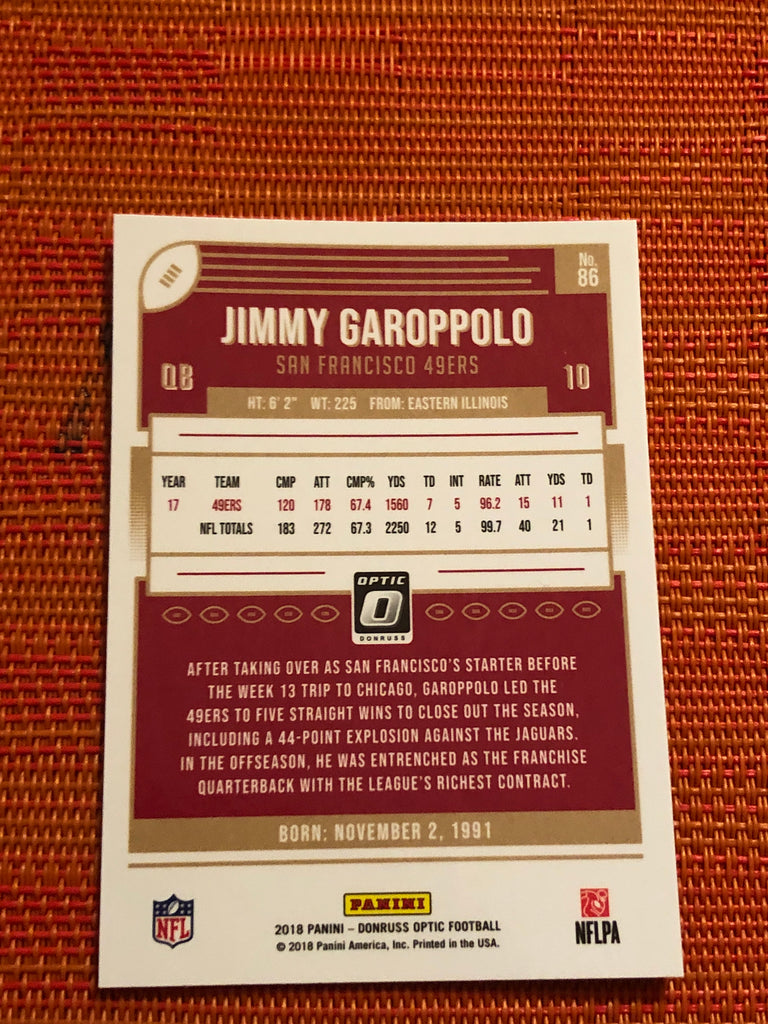 No.
86
JIMMY GAROPPOLO
SAN FRANCISCO 49ERS
QB
10
HT: 6' 2" WT: 225 FROM: EASTERN ILLINOIS
YEAR TEAM CMP ATT CMP% YDS TD INT RATE ATT YDS TD
17 49ERS 120 178 67.4 1560 7 5 96.2 15 11 1
NFL TOTALS 183 272 67.3 2250 12 5 99.7 40 21 1
OPTIC
O
DONRUSS
AFTER TAKING OVER AS SAN FRANCISCO'S STARTER BEFORE
THE WEEK 13 TRIP TO CHICAGO, GAROPPOLO LED THE
49ERS TO FIVE STRAIGHT WINS TO CLOSE OUT THE SEASON,
INCLUDING A 44-POINT EXPLOSION AGAINST THE JAGUARS.
IN THE OFFSEASON, HE WAS ENTRENCHED AS THE FRANCHISE
QUARTERBACK WITH THE LEAGUE'S RICHEST CONTRACT.
BORN: NOVEMBER 2, 1991
NFL
PANINI
2018 PANINI – DONRUSS OPTIC FOOTBALL
© 2018 Panini America, Inc. Printed in the USA.
NFLPA